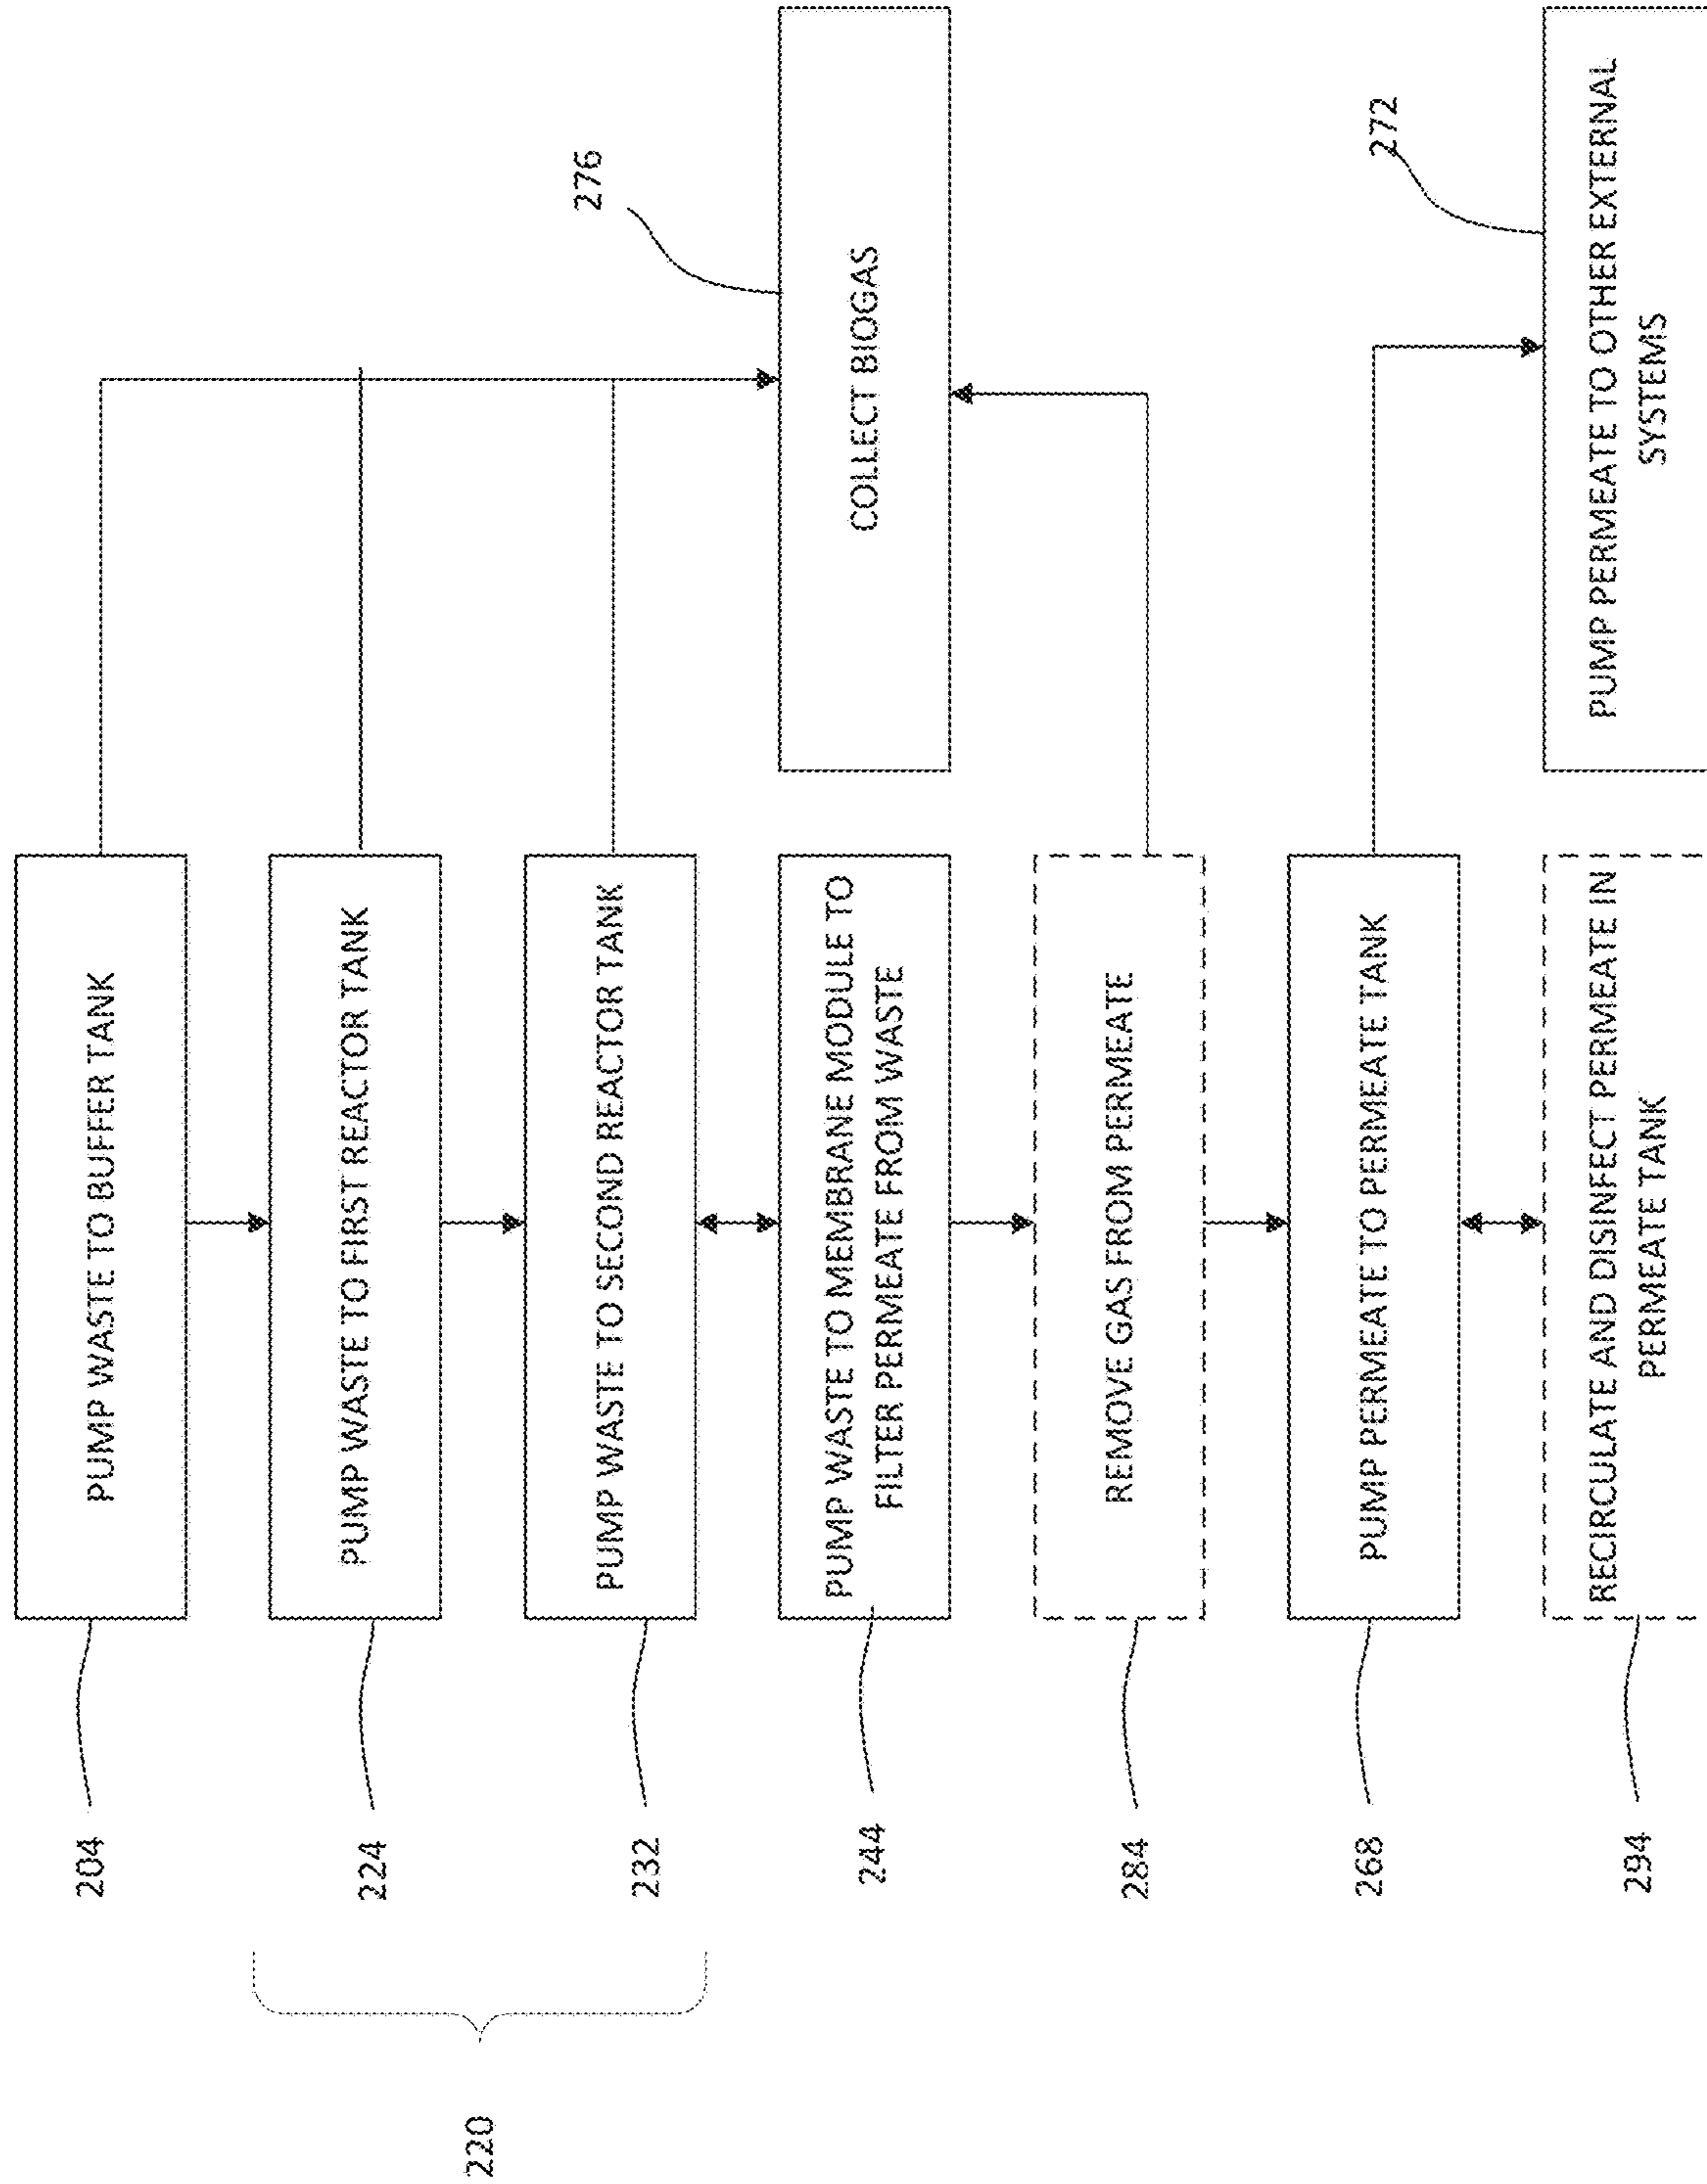 220
204
PUMP WASTE TO BUFFER TANK
224
PUMP WASTE TO FIRST REACTOR TANK
232
PUMP WASTE TO SECOND REACTOR TANK
244
PUMP WASTE TO MEMBRANE MODULE TO
FILTER PERMEATE FROM WASTE
284
REMOVE GAS FROM PERMEATE
268
PUMP PERMEATE TO PERMEATE TANK
294
RECIRCULATE AND DISINFECT PERMEATE IN
PERMEATE TANK
276
COLLECT BIOGAS
272
PUMP PERMEATE TO OTHER EXTERNAL
SYSTEMS